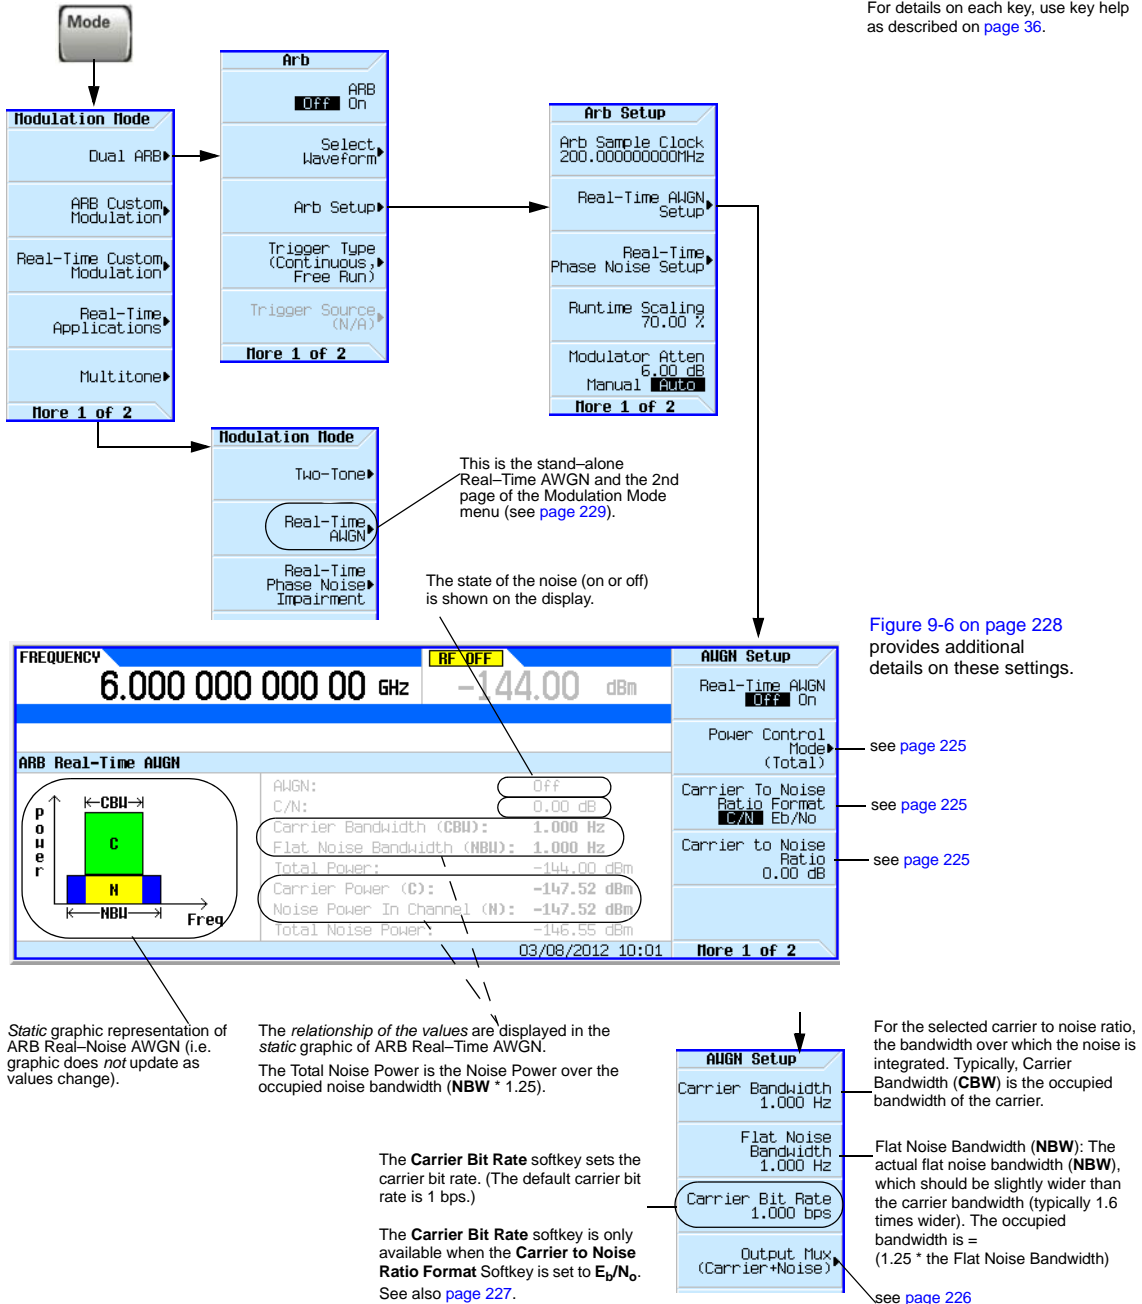 For details on each key, use key help
as described on page 36.
Mode
Modulation Mode
Dual ARB
ARB Custom
Modulation
Real-Time Custom
Modulation
Real-Time
Applications
Multitone
More 1 of 2
Arb
ARB
Off On
Select
Waveform
Arb Setup
Trigger Type
(Continuous,
Free Run)
Trigger Source
(N/A)
More 1 of 2
Arb Setup
Arb Sample Clock
200.000000000MHz
Real-Time AWGN
Setup
Real-Time
Phase Noise Setup
Runtime Scaling
70.00 %
Modulator Atten
6.00 dB
Manual Auto
More 1 of 2
Modulation Mode
Two-Tone
Real-Time
AWGN
Real-Time
Phase Noise
Impairment
This is the stand–alone
Real–Time AWGN and the 2nd
page of the Modulation Mode
menu (see page 229).
The state of the noise (on or off)
is shown on the display.
Figure 9-6 on page 228
provides additional
details on these settings.
FREQUENCY
6.000 000 000 00 GHz
RF OFF
-144.00 dBm
ARB Real-Time AWGN
Power
CBW
C
N
NBW
Freq
AWGN: Off
C/N: 0.00 dB
Carrier Bandwidth (CBW): 1.000 Hz
Flat Noise Bandwidth (NBW): 1.000 Hz
Total Power: -144.00 dBm
Carrier Power (C): -147.52 dBm
Noise Power In Channel (N): -147.52 dBm
Total Noise Power: -146.55 dBm
03/08/2012 10:01
AWGN Setup
Real-Time AWGN
Off On
Power Control
Mode
(Total)
Carrier To Noise
Ratio Format
C/N Eb/No
Carrier to Noise
Ratio
0.00 dB
More 1 of 2
see page 225
see page 225
see page 225
Static graphic representation of
ARB Real–Noise AWGN (i.e.
graphic does not update as
values change).
The relationship of the values are displayed in the
static graphic of ARB Real–Time AWGN.
The Total Noise Power is the Noise Power over the
occupied noise bandwidth (NBW * 1.25).
AWGN Setup
Carrier Bandwidth
1.000 Hz
Flat Noise
Bandwidth
1.000 Hz
Carrier Bit Rate
1.000 bps
Output Mux
(Carrier+Noise)
For the selected carrier to noise ratio,
the bandwidth over which the noise is
integrated. Typically, Carrier
Bandwidth (CBW) is the occupied
bandwidth of the carrier.
Flat Noise Bandwidth (NBW): The
actual flat noise bandwidth (NBW),
which should be slightly wider than
the carrier bandwidth (typically 1.6
times wider). The occupied
bandwidth is =
(1.25 * the Flat Noise Bandwidth)
see page 226
The Carrier Bit Rate softkey sets the
carrier bit rate. (The default carrier bit
rate is 1 bps.)
The Carrier Bit Rate softkey is only
available when the Carrier to Noise
Ratio Format Softkey is set to Eb/No.
See also page 227.